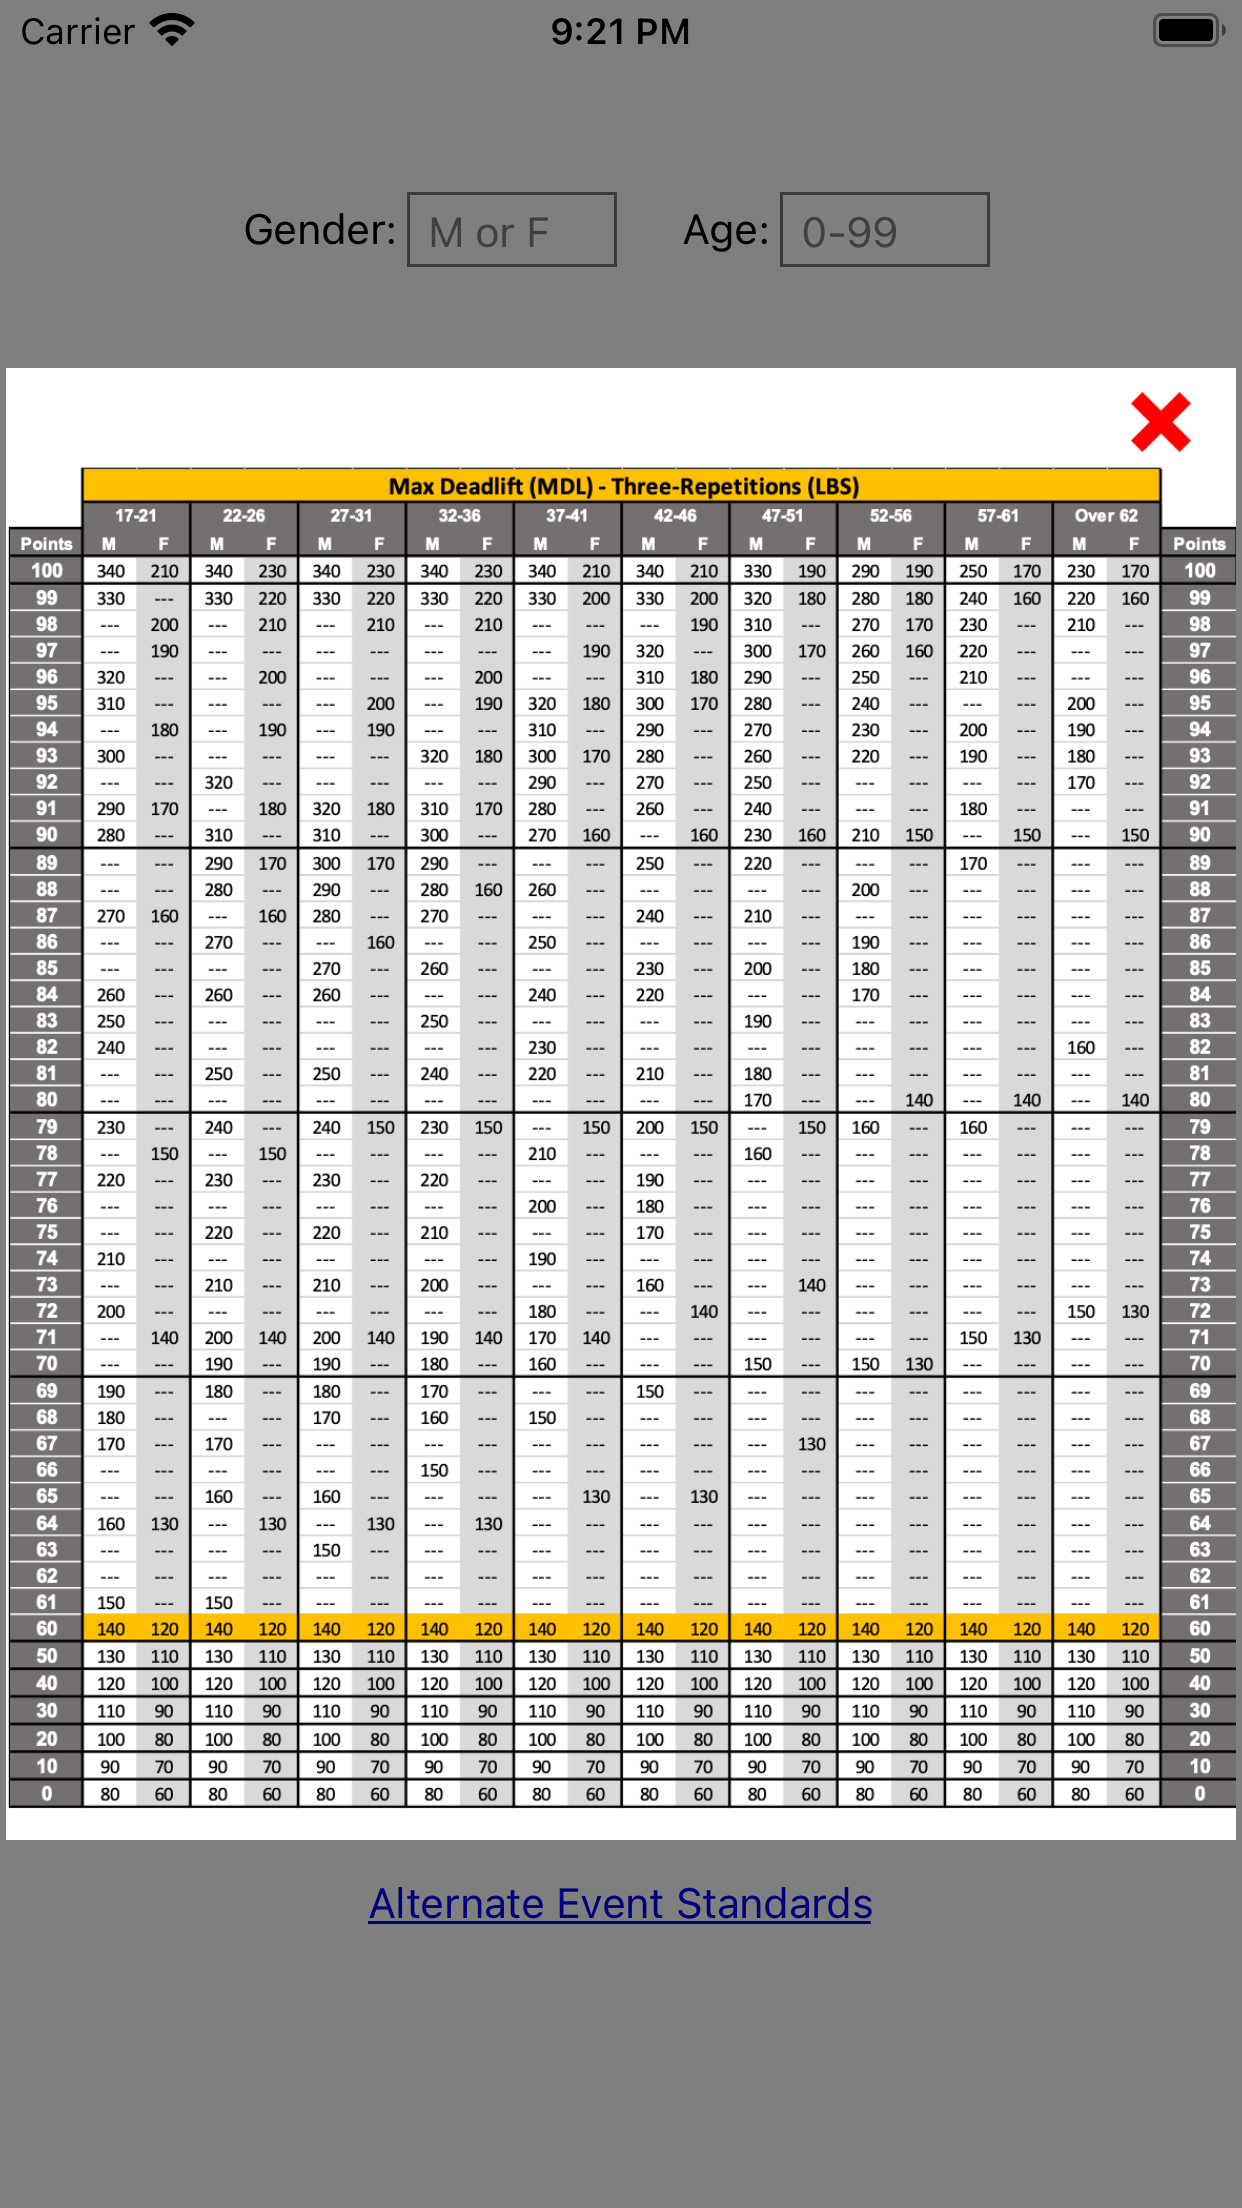 Carrier 9:21 PM
Gender: M or F Age: 0-99
Max Deadlift (MDL) - Three-Repetitions (LBS)
17-21 22-26 27-31 32-36 37-41 42-46 47-51 52-56 57-61 Over 62
Points M F M F M F M F M F M F M F M F M F M F Points
100 340 210 340 230 340 230 340 230 340 210 340 210 330 190 290 190 250 170 230 170 100
99 330 --- 330 220 330 220 330 220 330 200 330 200 320 180 280 180 240 160 220 160 99
98 --- 200 --- 210 --- 210 --- 210 --- --- --- 190 310 --- 270 170 230 --- 210 --- 98
97 --- 190 --- --- --- --- --- --- --- 190 320 --- 300 170 260 160 220 --- --- --- 97
96 320 --- --- 200 --- --- --- 200 --- --- 310 180 290 --- 250 --- 210 --- --- --- 96
95 310 --- --- --- --- 200 --- 190 320 180 300 170 280 --- 240 --- --- --- 200 --- 95
94 --- 180 --- 190 --- 190 --- --- 310 --- 290 --- 270 --- 230 --- 200 --- 190 --- 94
93 300 --- --- --- --- --- 320 180 300 170 280 --- 260 --- 220 --- 190 --- 180 --- 93
92 --- --- 320 --- --- --- --- --- 290 --- 270 --- 250 --- --- --- --- --- 170 --- 92
91 290 170 --- 180 320 180 310 170 280 --- 260 --- 240 --- --- --- 180 --- --- --- 91
90 280 --- 310 --- 310 --- 300 --- 270 160 --- 160 230 160 210 150 --- 150 --- 150 90
89 --- --- 290 170 300 170 290 --- --- --- 250 --- 220 --- --- --- 170 --- --- --- 89
88 --- --- 280 --- 290 --- 280 160 260 --- --- --- --- --- 200 --- --- --- --- --- 88
87 270 160 --- 160 280 --- 270 --- --- --- 240 --- 210 --- --- --- --- --- --- --- 87
86 --- --- 270 --- --- 160 --- --- 250 --- --- --- --- --- 190 --- --- --- --- --- 86
85 --- --- --- --- 270 --- 260 --- --- --- 230 --- 200 --- 180 --- --- --- --- --- 85
84 260 --- 260 --- 260 --- --- --- 240 --- 220 --- --- --- 170 --- --- --- --- --- 84
83 250 --- --- --- --- --- 250 --- --- --- --- --- 190 --- --- --- --- --- --- --- 83
82 240 --- --- --- --- --- --- --- 230 --- --- --- --- --- --- --- --- --- 160 --- 82
81 --- --- 250 --- 250 --- 240 --- 220 --- 210 --- 180 --- --- --- --- --- --- --- 81
80 --- --- --- --- --- --- --- --- --- --- --- --- 170 --- --- 140 --- 140 --- 140 80
79 230 --- 240 --- 240 150 230 150 --- 150 200 150 --- 150 160 --- 160 --- --- --- 79
78 --- 150 --- 150 --- --- --- --- 210 --- --- --- 160 --- --- --- --- --- --- --- 78
77 220 --- 230 --- 230 --- 220 --- --- --- 190 --- --- --- --- --- --- --- --- --- 77
76 --- --- --- --- --- --- --- --- 200 --- 180 --- --- --- --- --- --- --- --- --- 76
75 --- --- 220 --- 220 --- 210 --- --- --- 170 --- --- --- --- --- --- --- --- --- 75
74 210 --- --- --- --- --- --- --- 190 --- --- --- --- --- --- --- --- --- --- --- 74
73 --- --- 210 --- 210 --- 200 --- --- --- 160 --- --- 140 --- --- --- --- --- --- 73
72 200 --- --- --- --- --- --- --- 180 --- --- 140 --- --- --- --- --- --- 150 130 72
71 --- 140 200 140 200 140 190 140 170 140 --- --- --- --- --- --- 150 130 --- --- 71
70 --- --- 190 --- 190 --- 180 --- 160 --- --- --- 150 --- 150 130 --- --- --- --- 70
69 190 --- 180 --- 180 --- 170 --- --- --- 150 --- --- --- --- --- --- --- --- --- 69
68 180 --- --- --- 170 --- 160 --- 150 --- --- --- --- --- --- --- --- --- --- --- 68
67 170 --- 170 --- --- --- --- --- --- --- --- --- --- 130 --- --- --- --- --- --- 67
66 --- --- --- --- --- --- 150 --- --- --- --- --- --- --- --- --- --- --- --- --- 66
65 --- --- 160 --- 160 --- --- --- --- 130 --- 130 --- --- --- --- --- --- --- --- 65
64 160 130 --- 130 --- 130 --- 130 --- --- --- --- --- --- --- --- --- --- --- --- 64
63 --- --- --- --- 150 --- --- --- --- --- --- --- --- --- --- --- --- --- --- --- 63
62 --- --- --- --- --- --- --- --- --- --- --- --- --- --- --- --- --- --- --- --- 62
61 150 --- 150 --- --- --- --- --- --- --- --- --- --- --- --- --- --- --- --- --- 61
60 140 120 140 120 140 120 140 120 140 120 140 120 140 120 140 120 140 120 140 120 60
50 130 110 130 110 130 110 130 110 130 110 130 110 130 110 130 110 130 110 130 110 50
40 120 100 120 100 120 100 120 100 120 100 120 100 120 100 120 100 120 100 120 100 40
30 110 90 110 90 110 90 110 90 110 90 110 90 110 90 110 90 110 90 110 90 30
20 100 80 100 80 100 80 100 80 100 80 100 80 100 80 100 80 100 80 100 80 20
10 90 70 90 70 90 70 90 70 90 70 90 70 90 70 90 70 90 70 90 70 10
0 80 60 80 60 80 60 80 60 80 60 80 60 80 60 80 60 80 60 80 60 0
Alternate Event Standards